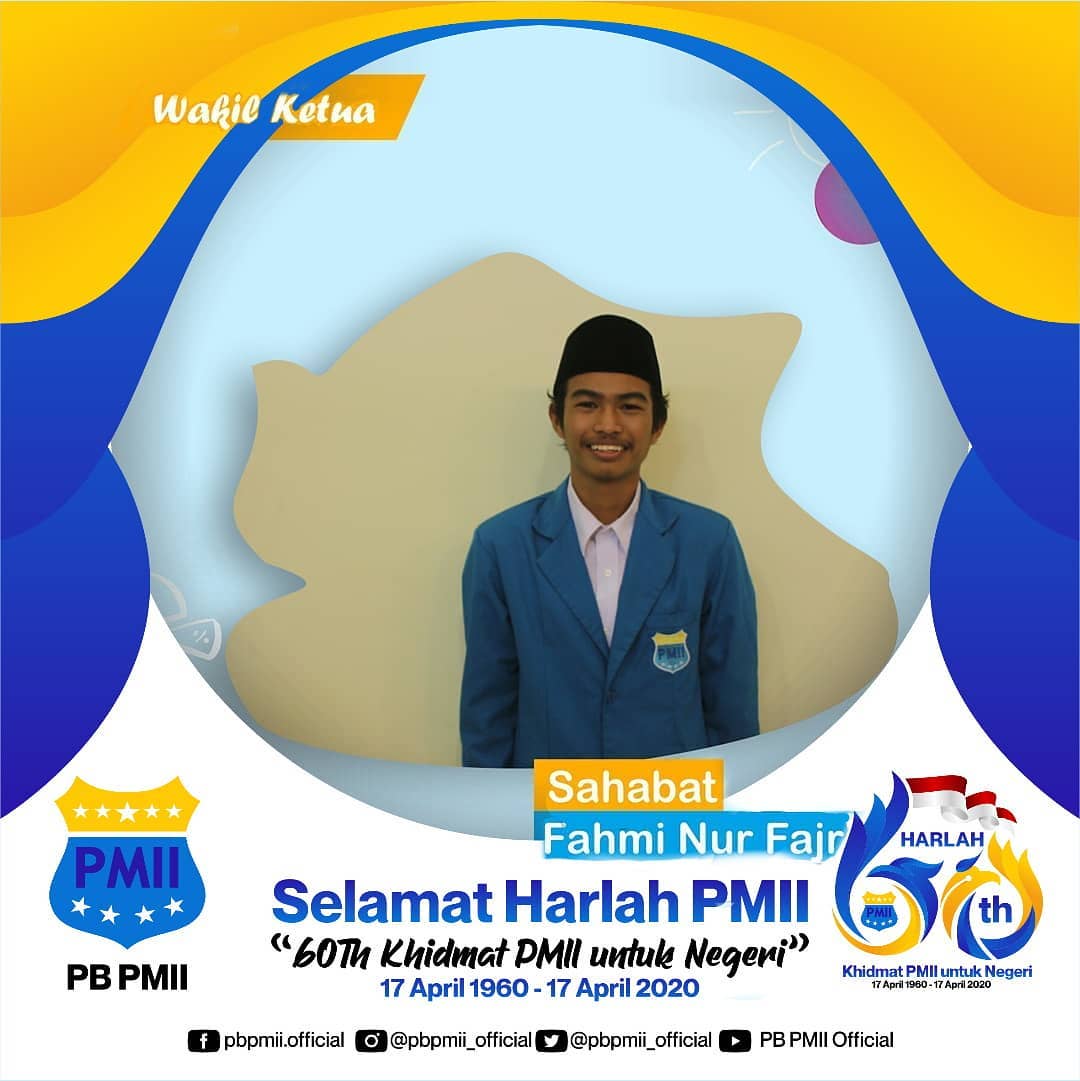 Wakil Ketua
PMII
Sahabat
Fahmi Nur Fajr
PMII
PB PMII
HARLAH
60th
PMII
Khidmat PMII untuk Negeri
17 April 1960 - 17 April 2020
Selamat Harlah PMII
“60Th Khidmat PMII untuk Negeri”
17 April 1960 - 17 April 2020
pbpmii.official @pbpmii_official @pbpmii_official PB PMII Official